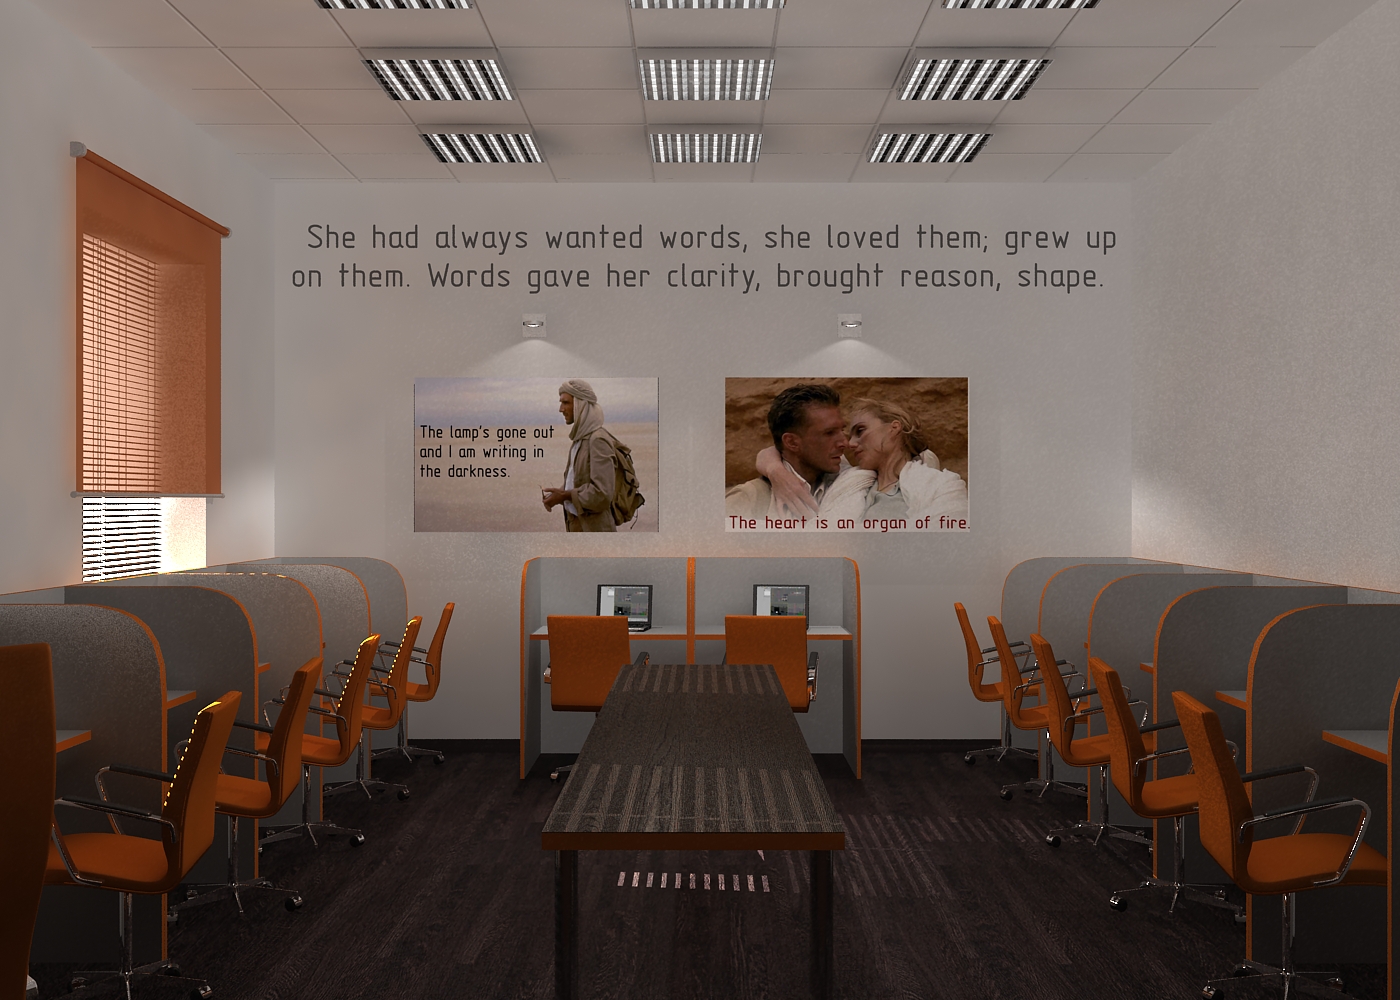 She had always wanted words, she loved them; grew up
on them. Words gave her clarity, brought reason, shape.
The lamp's gone out
and I am writing in
the darkness.
The heart is an organ of fire.